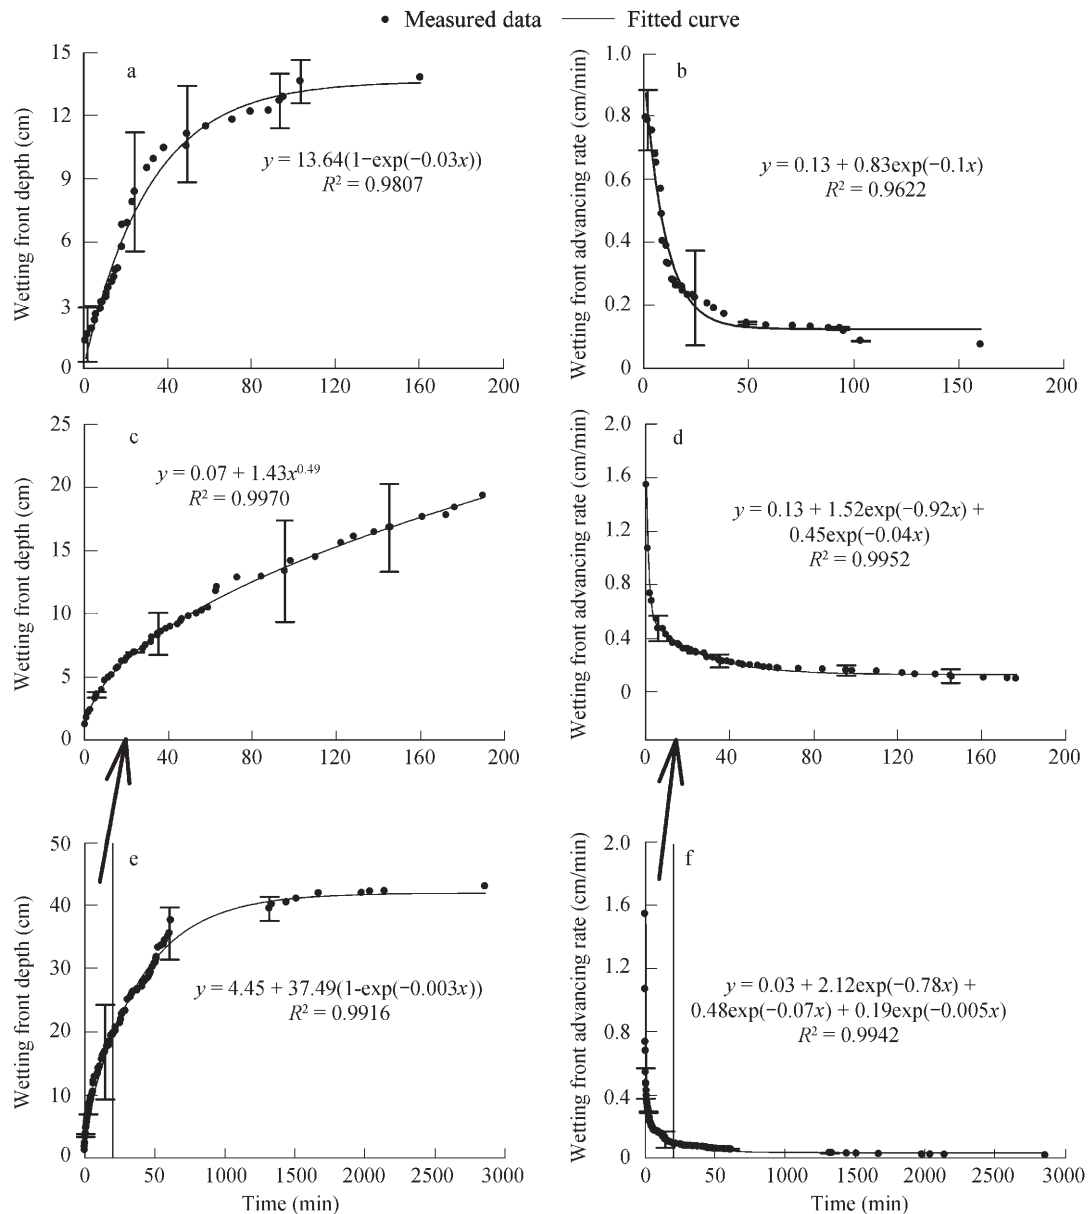 Measured data Fitted curve
a
Wetting front depth (cm)
15
12
9
6
3
0
y = 13.64(1−exp(−0.03x))
R² = 0.9807
0 40 80 120 160 200
b
Wetting front advancing rate (cm/min)
1.0
0.8
0.6
0.4
0.2
0
y = 0.13 + 0.83exp(−0.1x)
R² = 0.9622
0 50 100 150 200
c
Wetting front depth (cm)
25
20
15
10
5
0
y = 0.07 + 1.43x^0.49
R² = 0.9970
0 40 80 120 160 200
d
Wetting front advancing rate (cm/min)
1.6
1.2
0.8
0.4
0
2.0
y = 0.13 + 1.52exp(−0.92x) +
0.45exp(−0.04x)
R² = 0.9952
0 40 80 120 160 200
e
Wetting front depth (cm)
50
40
30
20
10
0
y = 4.45 + 37.49(1-exp(−0.003x))
R² = 0.9916
0 500 1000 1500 2000 2500 3000
Time (min)
f
Wetting front advancing rate (cm/min)
2.0
1.6
1.2
0.8
0.4
0
y = 0.03 + 2.12exp(−0.78x) +
0.48exp(−0.07x) + 0.19exp(−0.005x)
R² = 0.9942
0 500 1000 1500 2000 2500 3000
Time (min)